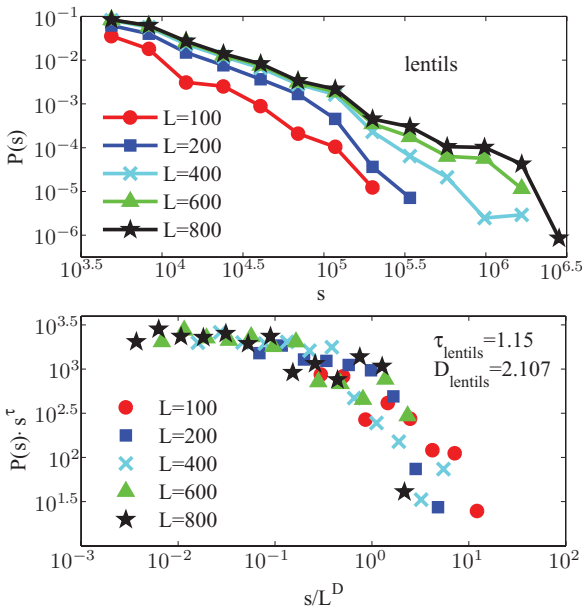 10^-1
10^-2
10^-3
10^-4
10^-5
10^-6
P(s)
lentils
L=100
L=200
L=400
L=600
L=800
10^3.5 10^4 10^4.5 10^5 10^5.5 10^6 10^6.5
s
10^3.5
10^3
10^2.5
10^2
10^1.5
P(s)· s^τ
τ_lentils=1.15
D_lentils=2.107
L=100
L=200
L=400
L=600
L=800
10^-3 10^-2 10^-1 10^0 10^1 10^2
s/L^D